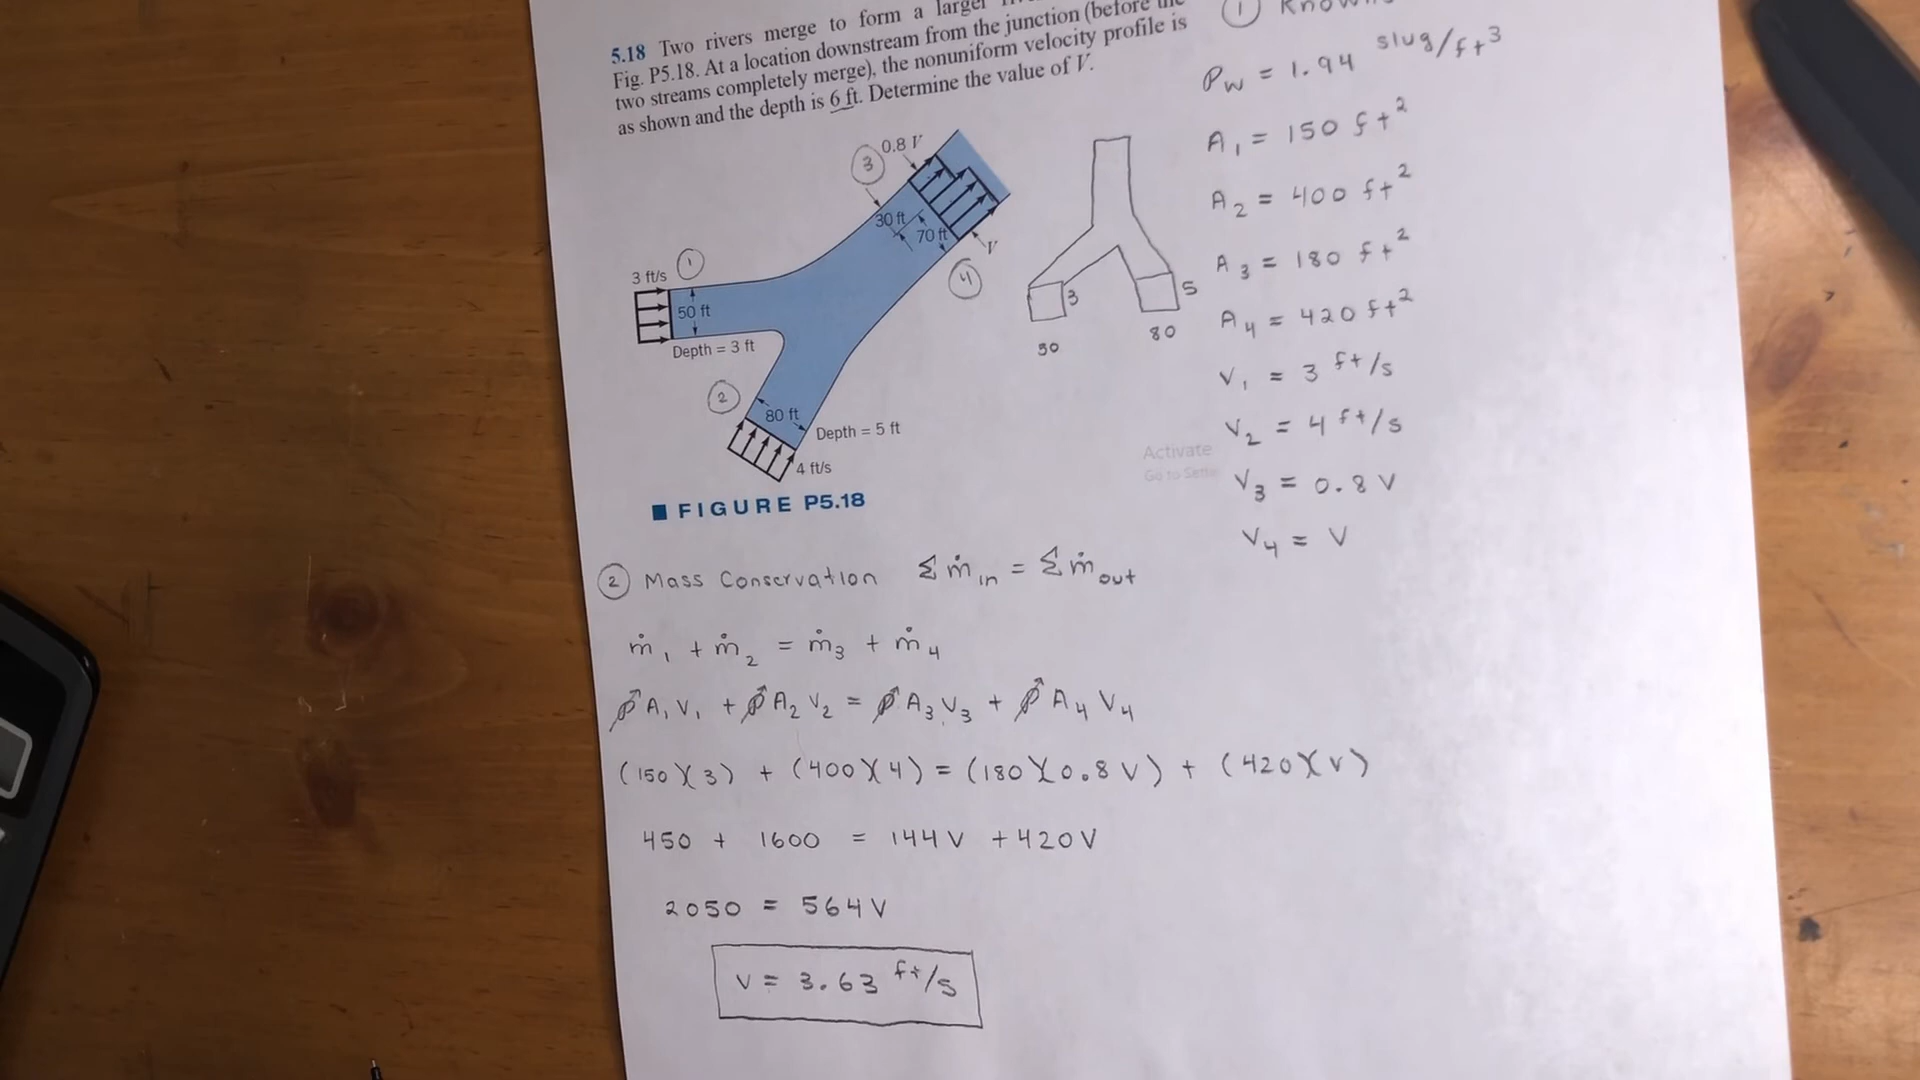 5.18 Two rivers merge to form a larger
Fig. P5.18. At a location downstream from the junction (before the
two streams completely merge), the nonuniform velocity profile is
as shown and the depth is 6 ft. Determine the value of V.
3
0.8 V
30 ft
70 ft
V
4
3 ft/s
1
50 ft
Depth = 3 ft
2
80 ft
Depth = 5 ft
4 ft/s
FIGURE P5.18
3
5
50
80
1
ρw = 1.94 slug/ft³
A₁ = 150 ft²
A₂ = 400 ft²
A₃ = 180 ft²
A₄ = 420 ft²
V₁ = 3 ft/s
V₂ = 4 ft/s
V₃ = 0.8 V
V₄ = V
Activate
Go to Sett
2 Mass Conservation Σṁin = Σṁout
ṁ₁ + ṁ₂ = ṁ₃ + ṁ₄
ρA₁V₁ + ρA₂V₂ = ρA₃V₃ + ρA₄V₄
(150)(3) + (400)(4) = (180)(0.8V) + (420)(V)
450 + 1600 = 144V + 420V
2050 = 564V
V = 3.63 ft/s